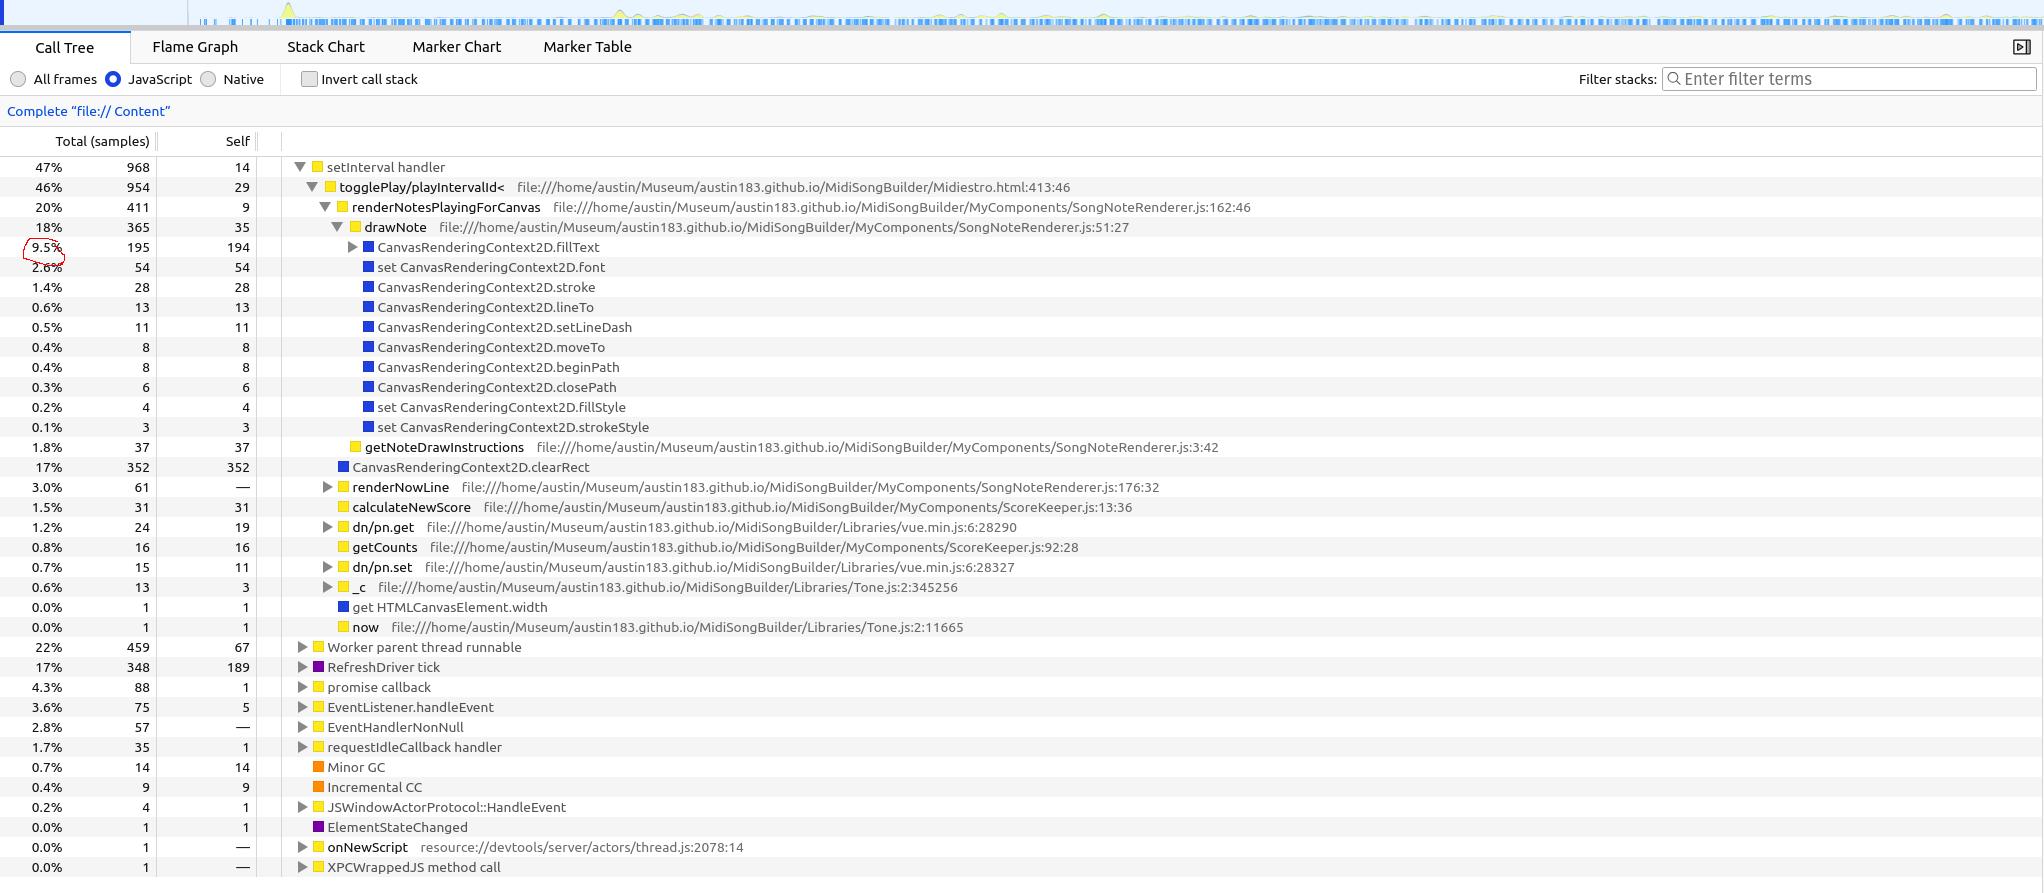 Call Tree Flame Graph Stack Chart Marker Chart Marker Table
All frames JavaScript Native Invert call stack Filter stacks: Enter filter terms
Complete “file:// Content”
Total (samples) Self
47% 968 14 setInterval handler
46% 954 29 togglePlay/playIntervalId< file:///home/austin/Museum/austin183.github.io/MidiSongBuilder/Midiestro.html:413:46
20% 411 9 renderNotesPlayingForCanvas file:///home/austin/Museum/austin183.github.io/MidiSongBuilder/MyComponents/SongNoteRenderer.js:162:46
18% 365 35 drawNote file:///home/austin/Museum/austin183.github.io/MidiSongBuilder/MyComponents/SongNoteRenderer.js:51:27
9.5% 195 194 CanvasRenderingContext2D.fillText
2.6% 54 54 set CanvasRenderingContext2D.font
1.4% 28 28 CanvasRenderingContext2D.stroke
0.6% 13 13 CanvasRenderingContext2D.lineTo
0.5% 11 11 CanvasRenderingContext2D.setLineDash
0.4% 8 8 CanvasRenderingContext2D.moveTo
0.4% 8 8 CanvasRenderingContext2D.beginPath
0.3% 6 6 CanvasRenderingContext2D.closePath
0.2% 4 4 set CanvasRenderingContext2D.fillStyle
0.1% 3 3 set CanvasRenderingContext2D.strokeStyle
1.8% 37 37 getNoteDrawInstructions file:///home/austin/Museum/austin183.github.io/MidiSongBuilder/MyComponents/SongNoteRenderer.js:3:42
17% 352 352 CanvasRenderingContext2D.clearRect
3.0% 61 — renderNowLine file:///home/austin/Museum/austin183.github.io/MidiSongBuilder/MyComponents/SongNoteRenderer.js:176:32
1.5% 31 31 calculateNewScore file:///home/austin/Museum/austin183.github.io/MidiSongBuilder/MyComponents/ScoreKeeper.js:13:36
1.2% 24 19 dn/pn.get file:///home/austin/Museum/austin183.github.io/MidiSongBuilder/Libraries/vue.min.js:6:28290
0.8% 16 16 getCounts file:///home/austin/Museum/austin183.github.io/MidiSongBuilder/MyComponents/ScoreKeeper.js:92:28
0.7% 15 11 dn/pn.set file:///home/austin/Museum/austin183.github.io/MidiSongBuilder/Libraries/vue.min.js:6:28327
0.6% 13 3 _c file:///home/austin/Museum/austin183.github.io/MidiSongBuilder/Libraries/Tone.js:2:345256
0.0% 1 1 get HTMLCanvasElement.width
0.0% 1 1 now file:///home/austin/Museum/austin183.github.io/MidiSongBuilder/Libraries/Tone.js:2:11665
22% 459 67 Worker parent thread runnable
17% 348 189 RefreshDriver tick
4.3% 88 1 promise callback
3.6% 75 5 EventListener.handleEvent
2.8% 57 — EventHandlerNonNull
1.7% 35 1 requestIdleCallback handler
0.7% 14 14 Minor GC
0.4% 9 9 Incremental CC
0.2% 4 1 JSWindowActorProtocol::HandleEvent
0.0% 1 1 ElementStateChanged
0.0% 1 — onNewScript resource://devtools/server/actors/thread.js:2078:14
0.0% 1 — XPCWrappedJS method call